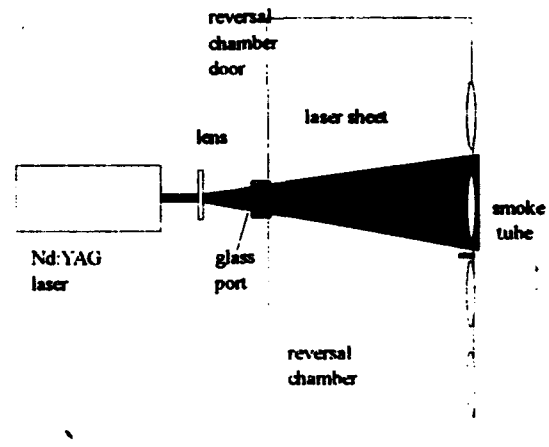 reversal
chamber
door
laser sheet
lens
smoke
tube
Nd:YAG
laser
glass
port
reversal
chamber